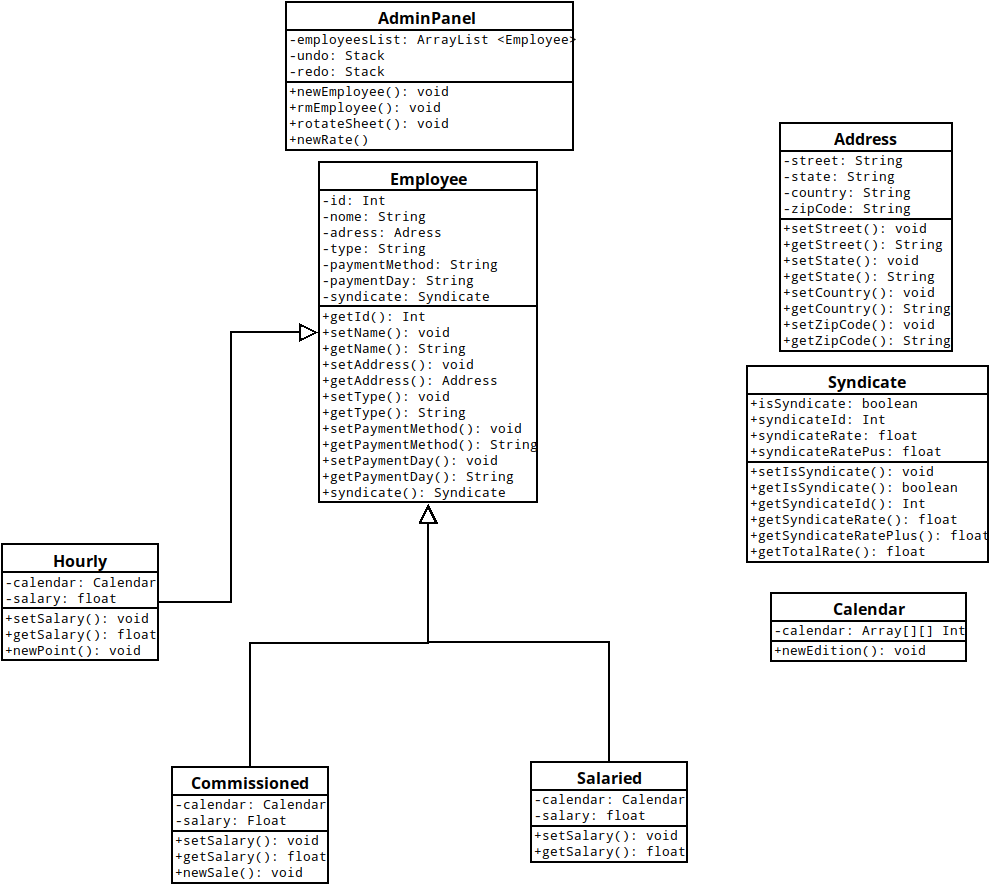 AdminPanel
-employeesList: ArrayList <Employee>
-undo: Stack
-redo: Stack
+newEmployee(): void
+rmEmployee(): void
+rotateSheet(): void
+newRate()
Employee
-id: Int
-nome: String
-adress: Adress
-type: String
-paymentMethod: String
-paymentDay: String
-syndicate: Syndicate
+getId(): Int
+setName(): void
+getName(): String
+setAddress(): void
+getAddress(): Address
+setType(): void
+getType(): String
+setPaymentMethod(): void
+getPaymentMethod(): String
+setPaymentDay(): void
+getPaymentDay(): String
+syndicate(): Syndicate
Address
-street: String
-state: String
-country: String
-zipCode: String
+setStreet(): void
+getStreet(): String
+setState(): void
+getState(): String
+setCountry(): void
+getCountry(): String
+setZipCode(): void
+getZipCode(): String
Syndicate
+isSyndicate: boolean
+syndicateId: Int
+syndicateRate: float
+syndicateRatePus: float
+setIsSyndicate(): void
+getIsSyndicate(): boolean
+getSyndicateId(): Int
+getSyndicateRate(): float
+getSyndicateRatePlus(): float
+getTotalRate(): float
Hourly
-calendar: Calendar
-salary: float
+setSalary(): void
+getSalary(): float
+newPoint(): void
Calendar
-calendar: Array[][] Int
+newEdition(): void
Commissioned
-calendar: Calendar
-salary: Float
+setSalary(): void
+getSalary(): float
+newSale(): void
Salaried
-calendar: Calendar
-salary: float
+setSalary(): void
+getSalary(): float